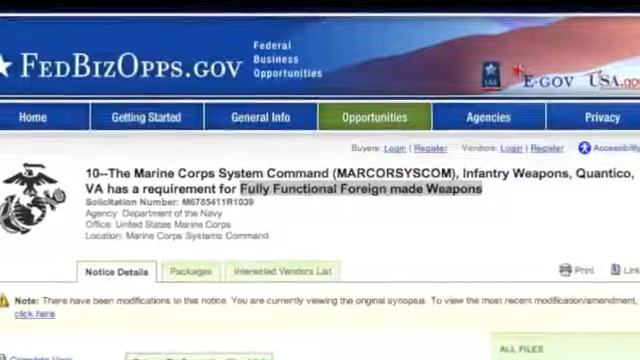 FEDBIZOPPS.GOV
Federal
Business
Opportunities
E-GOV USA.gov
Home Getting Started General Info Opportunities Agencies Privacy
Buyers: Login | Register Vendors: Login | Register Accessibility
10--The Marine Corps System Command (MARCORSYSCOM), Infantry Weapons, Quantico,
VA has a requirement for Fully Functional Foreign made Weapons
Solicitation Number: M6785411R1039
Agency: Department of the Navy
Office: United States Marine Corps
Location: Marine Corps Systems Command
Notice Details Packages Interested Vendors List Print Link
Note: There have been modifications to this notice. You are currently viewing the original synopsis. To view the most recent modification/amendment,
click here
Complete View
ALL FILES